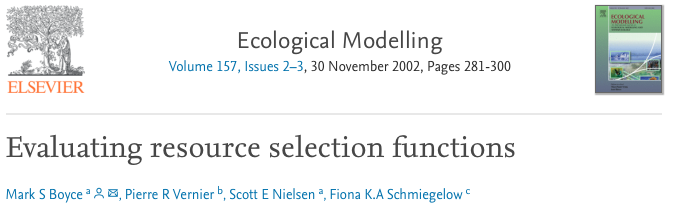 Ecological Modelling
Volume 157, Issues 2–3, 30 November 2002, Pages 281-300
ELSEVIER
ECOLOGICAL MODELLING
Evaluating resource selection functions
Mark S Boyce a, Pierre R Vernier b, Scott E Nielsen a, Fiona K.A Schmiegelow c